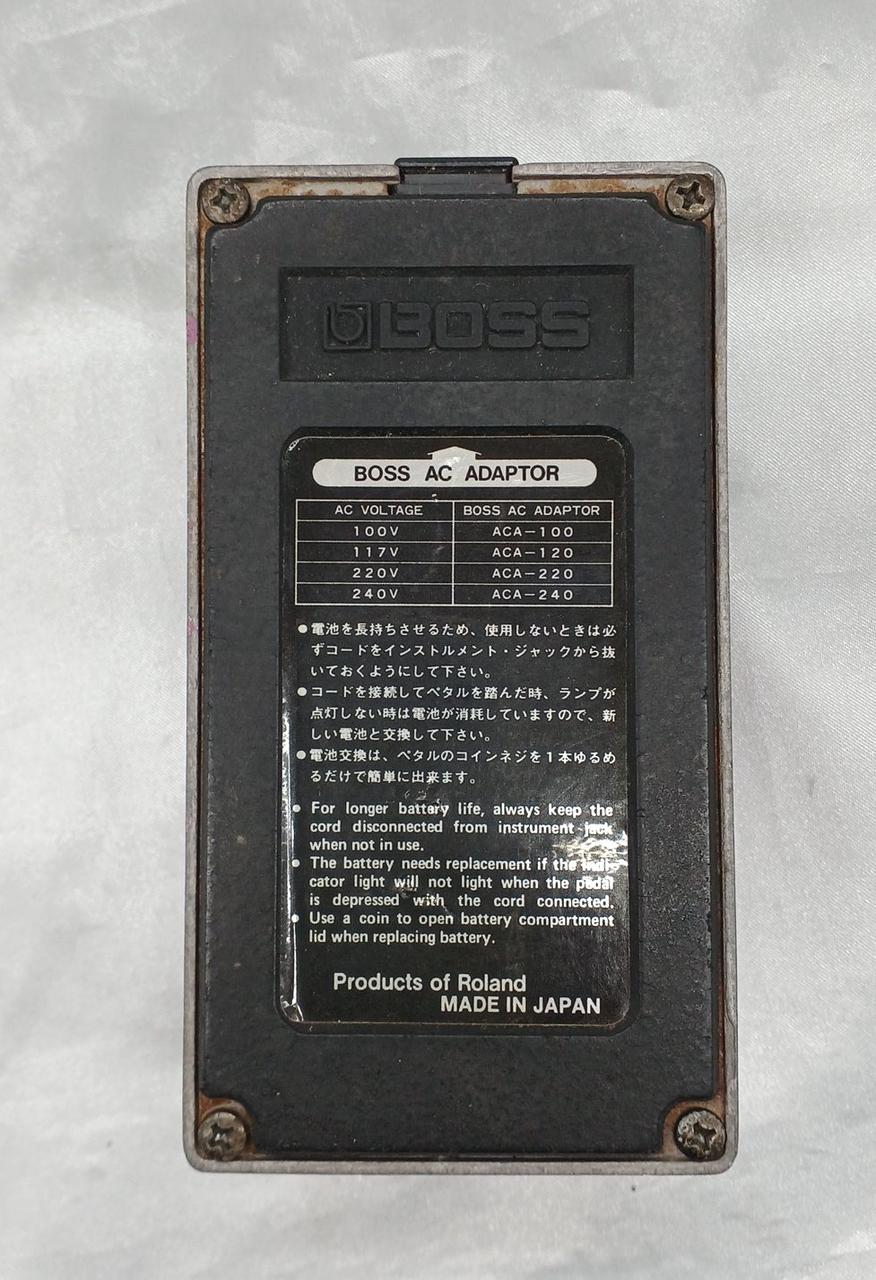 BOSS
BOSS AC ADAPTOR
AC VOLTAGE BOSS AC ADAPTOR
100V ACA-100
117V ACA-120
220V ACA-220
240V ACA-240
●電池を長持ちさせるため、使用しないときは必
ずコードをインストルメント・ジャックから抜
いておくようにして下さい。
●コードを接続してペタルを踏んだ時、ランプが
点灯しない時は電池が消耗していますので、新
しい電池と交換して下さい。
●電池交換は、ペタルのコインネジを1本ゆるめ
るだけで簡単に出来ます。
● For longer battery life, always keep the
cord disconnected from instrument jack
when not in use.
● The battery needs replacement if the indi-
cator light will not light when the pedal
is depressed with the cord connected.
● Use a coin to open battery compartment
lid when replacing battery.
Products of Roland
MADE IN JAPAN